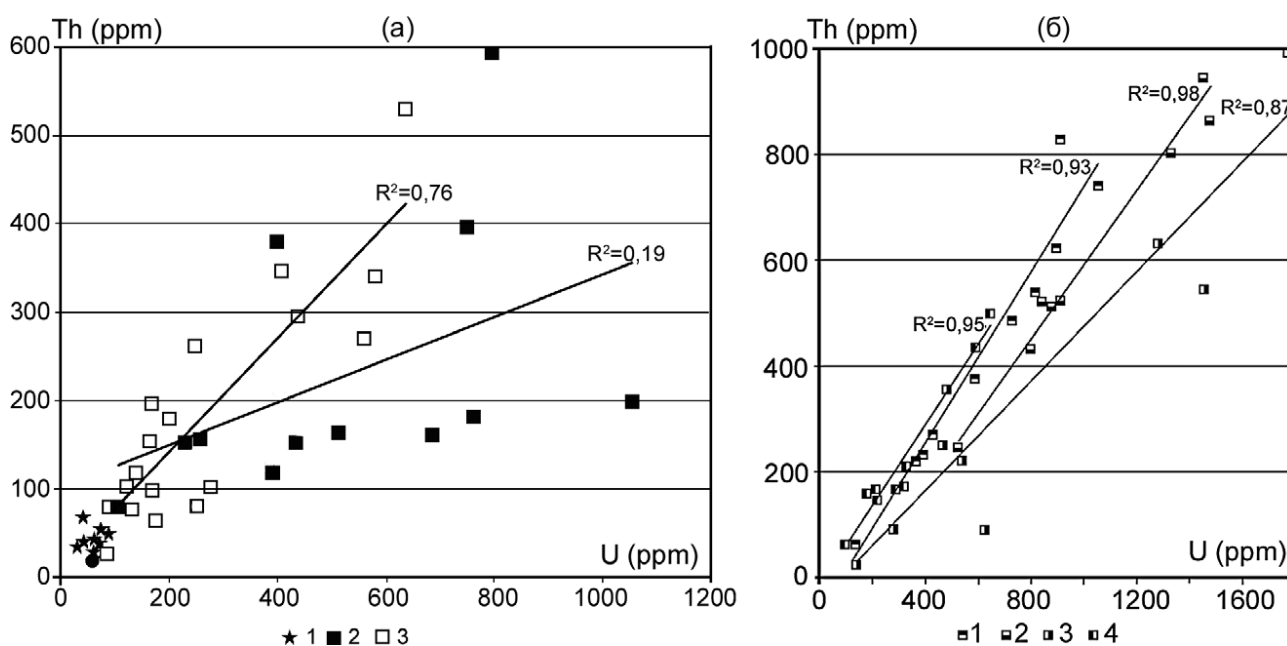 Th (ppm) (а)
600
500
400
300
200
100
0
R²=0,76
R²=0,19
U (ppm)
0 200 400 600 800 1000 1200
1 2 3
Th (ppm) (б)
1000
800
600
400
200
0
R²=0,98
R²=0,87
R²=0,93
R²=0,95
U (ppm)
0 400 800 1200 1600
1 2 3 4